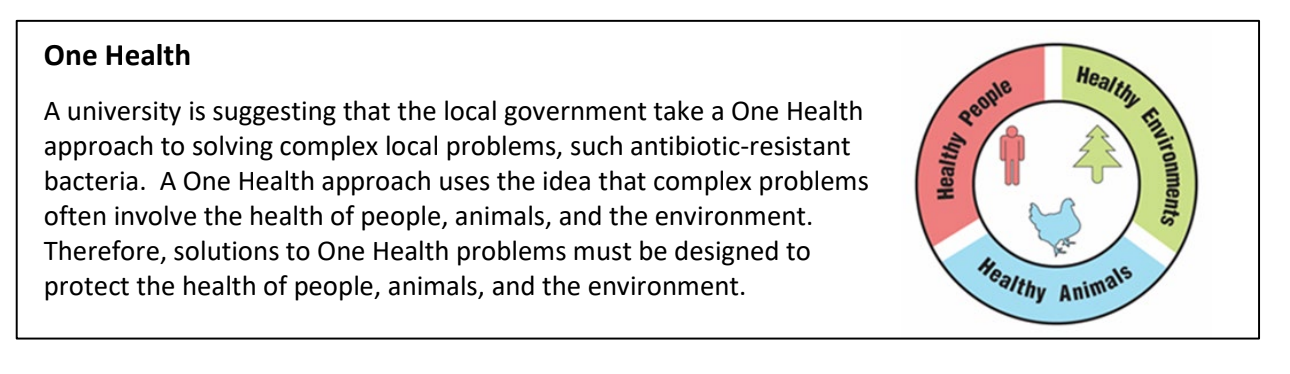 One Health
A university is suggesting that the local government take a One Health
approach to solving complex local problems, such antibiotic-resistant
bacteria.  A One Health approach uses the idea that complex problems
often involve the health of people, animals, and the environment.
Therefore, solutions to One Health problems must be designed to
protect the health of people, animals, and the environment.
Healthy People
Healthy Environments
Healthy Animals